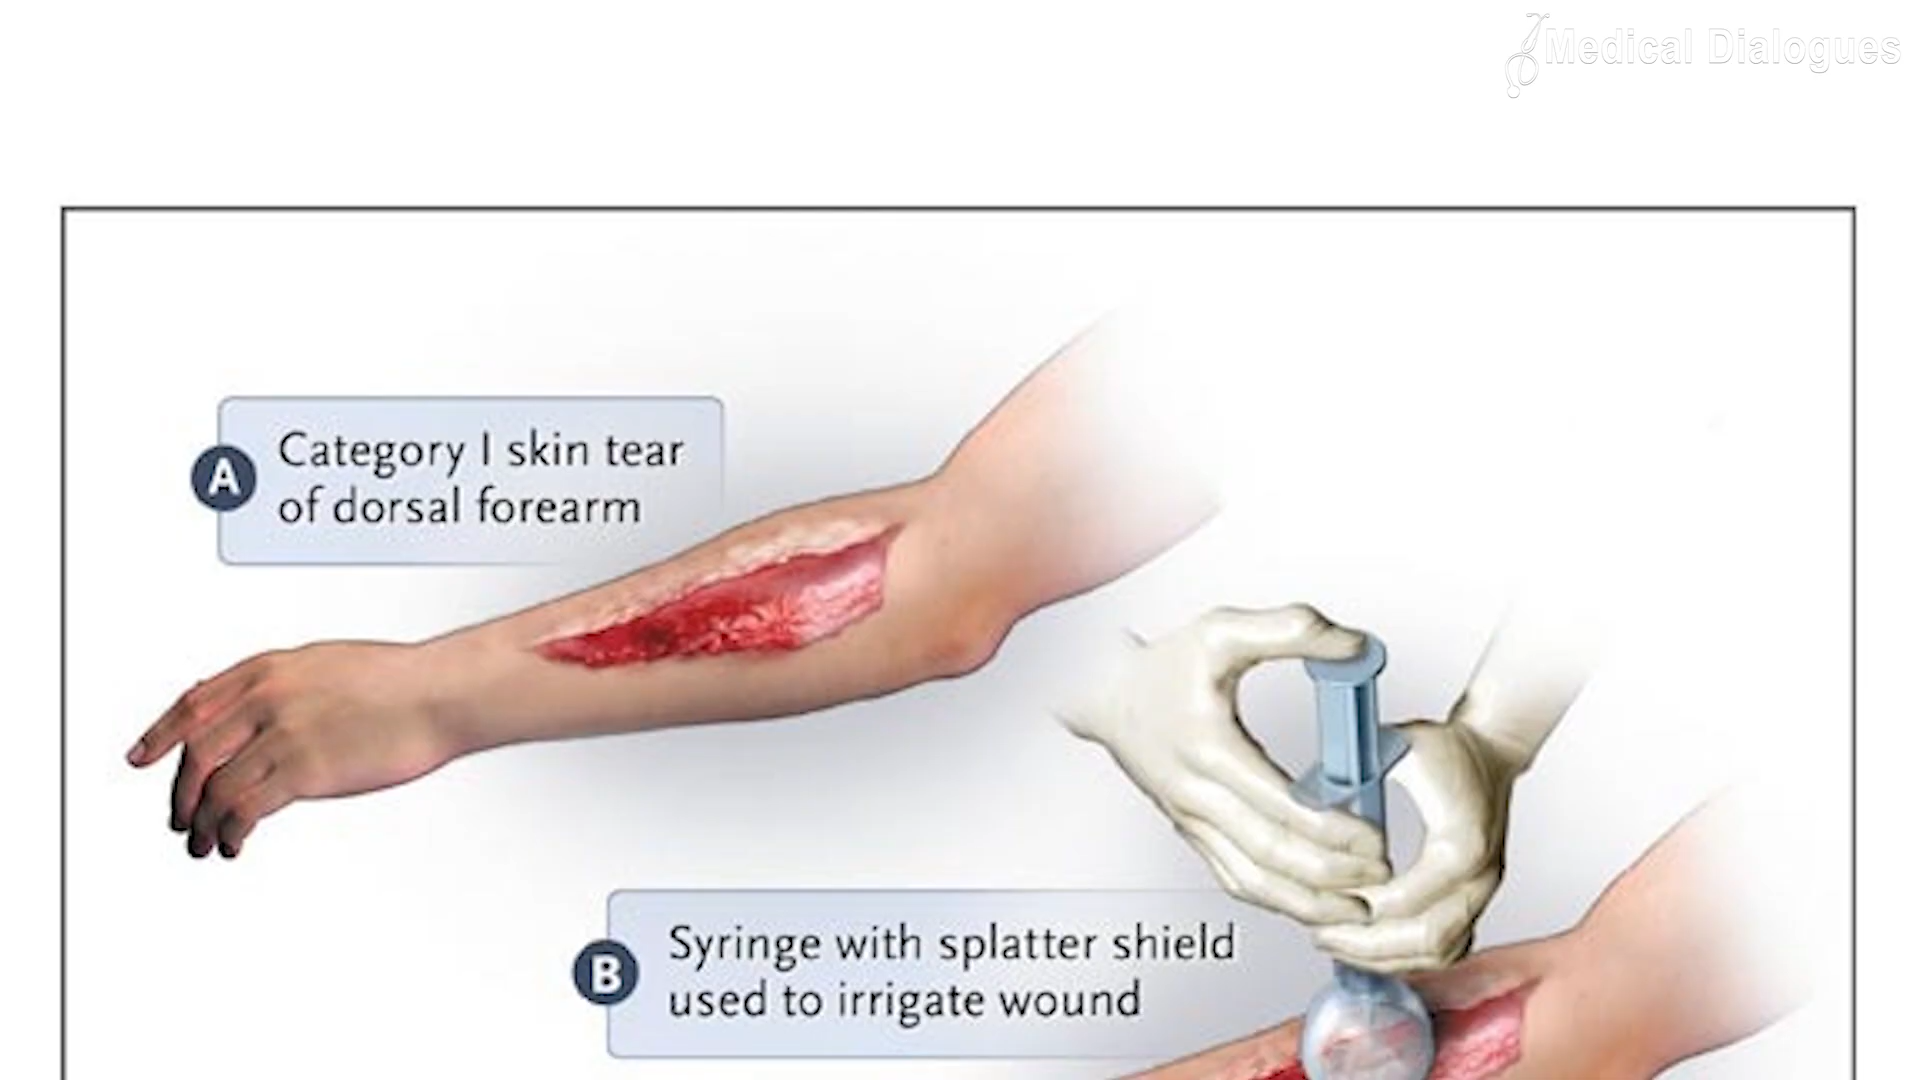 Medical Dialogues
A
Category I skin tear
of dorsal forearm
B
Syringe with splatter shield
used to irrigate wound